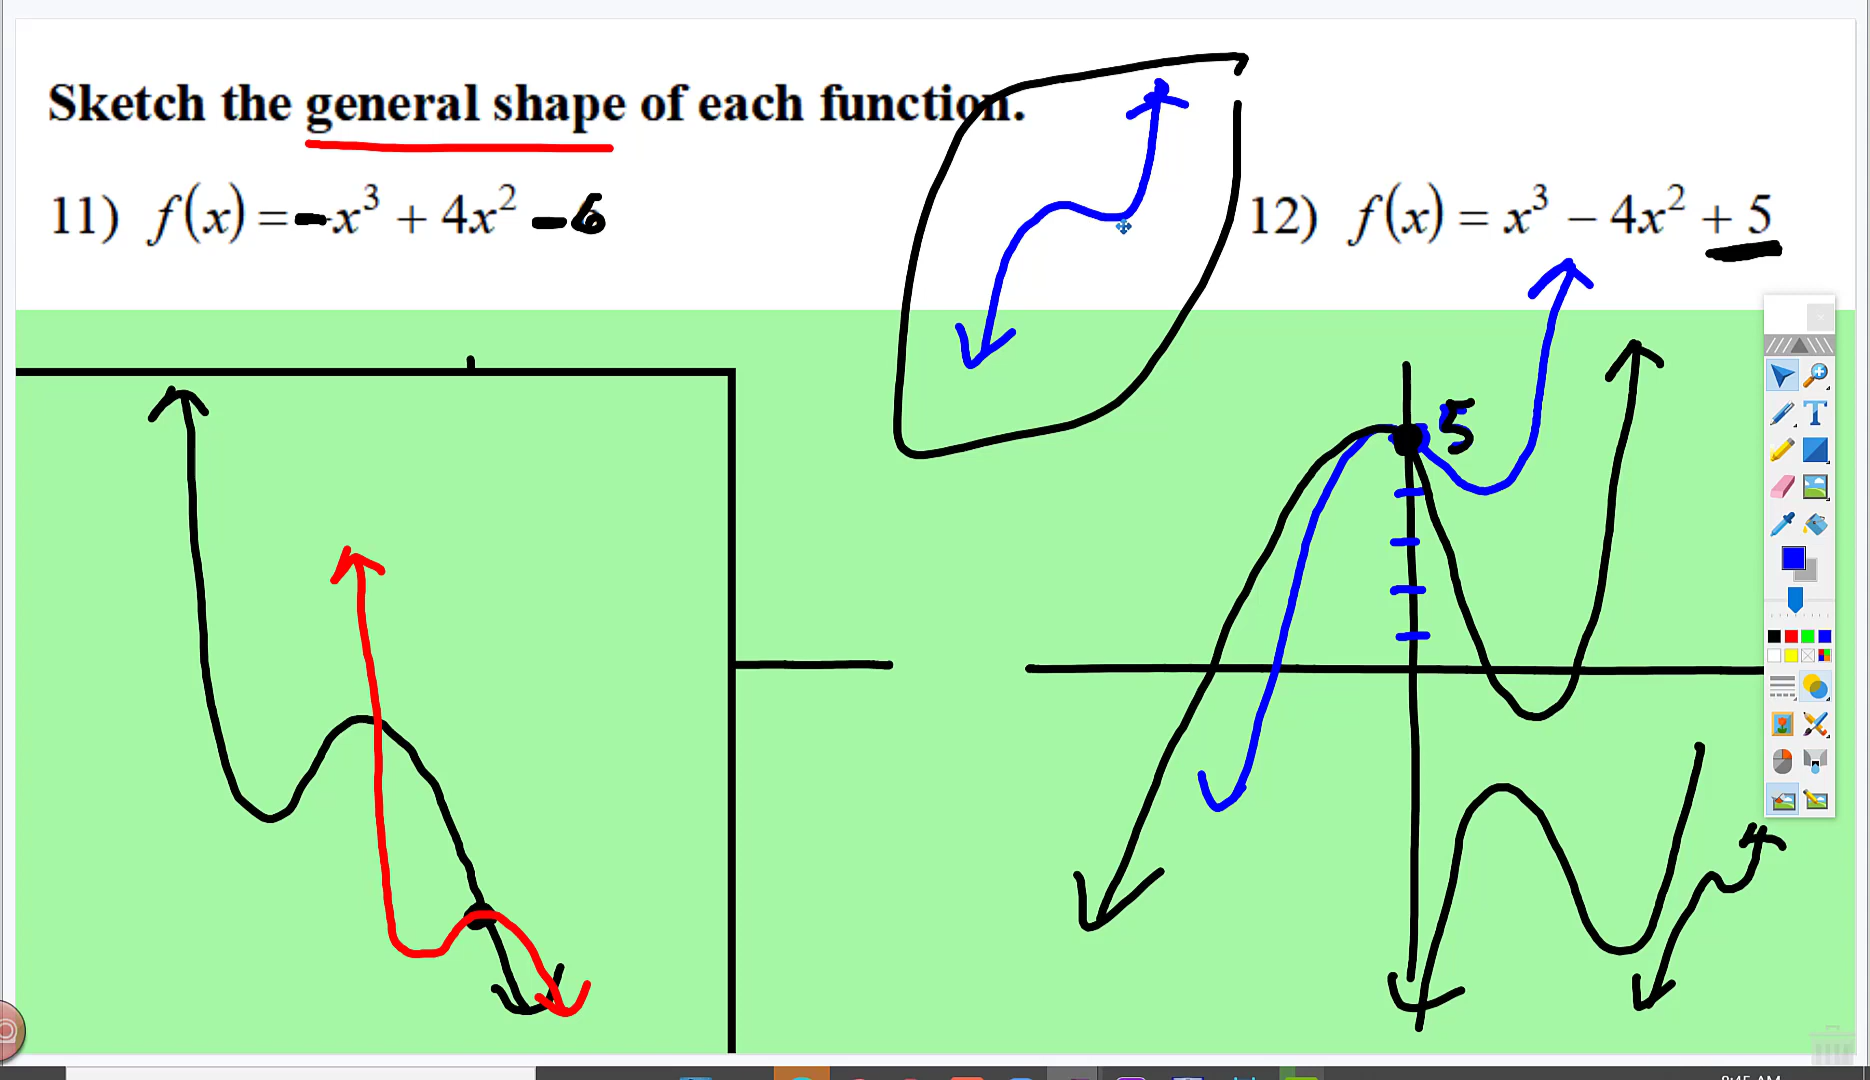 Sketch the general shape of each function.
11) f(x) = -x³ + 4x² - 6
12) f(x) = x³ − 4x² + 5
5